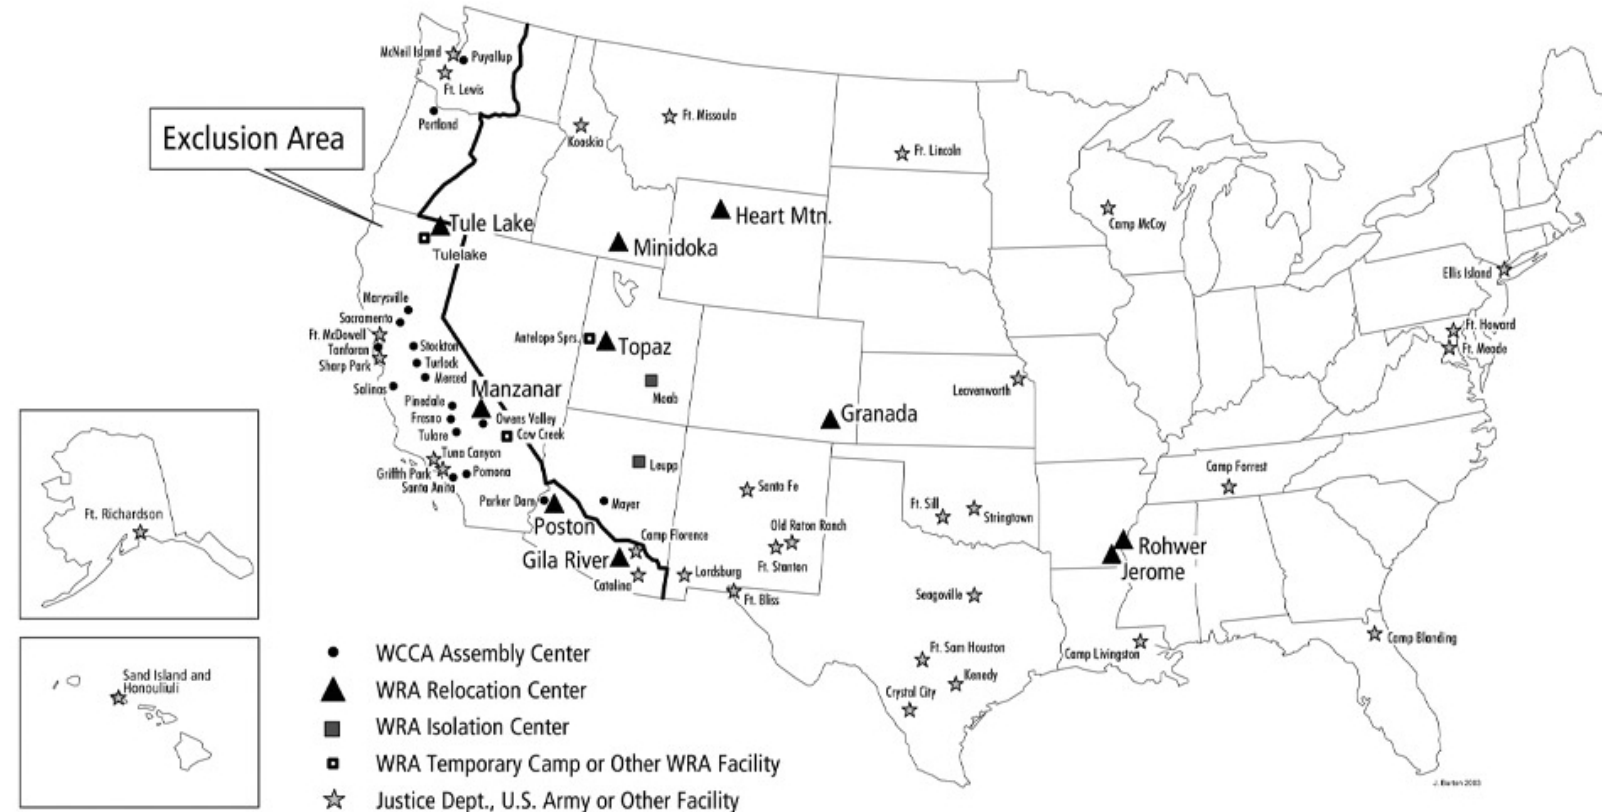 McNeil Island
Puyallup
Ft. Lewis
Portland
Exclusion Area
Kooskia
Ft. Missoula
Ft. Lincoln
Camp McCoy
Heart Mtn.
Tule Lake
Tulelake
Minidoka
Ellis Island
Ft. Howard
Ft. Meade
Marysville
Sacramento
Ft. McDowell
Tanforan
Sharp Park
Stockton
Turlock
Merced
Salinas
Antelope Sprs.
Topaz
Moab
Leavenworth
Manzanar
Granada
Pinedale
Fresno
Tulare
Owens Valley
Cow Creek
Tuna Canyon
Griffith Park
Santa Anita
Pomona
Leupp
Camp Forrest
Parker Dam
Poston
Mayer
Santa Fe
Ft. Sill
Stringtown
Old Raton Ranch
Ft. Stanton
Camp Florence
Gila River
Catalina
Lordsburg
Ft. Bliss
Rohwer
Jerome
Seagoville
Ft. Richardson
Camp Livingston
Camp Blanding
Ft. Sam Houston
Kenedy
Crystal City
Sand Island and
Honouliuli
WCCA Assembly Center
WRA Relocation Center
WRA Isolation Center
WRA Temporary Camp or Other WRA Facility
Justice Dept., U.S. Army or Other Facility
J. Burton 2003